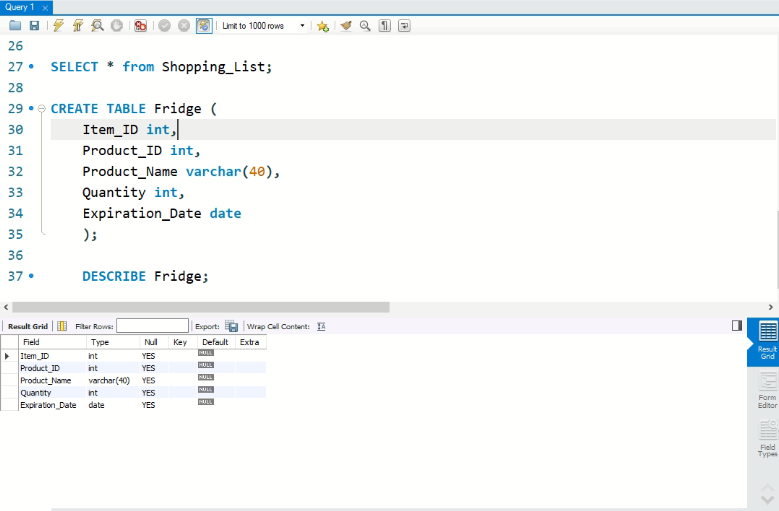 Query 1
Limit to 1000 rows
26
27 SELECT * from Shopping_List;
28
29 CREATE TABLE Fridge (
30 Item_ID int,
31 Product_ID int,
32 Product_Name varchar(40),
33 Quantity int,
34 Expiration_Date date
35 );
36
37 DESCRIBE Fridge;
Result Grid Filter Rows: Export: Wrap Cell Content:
Field Type Null Key Default Extra
Item_ID int YES NULL
Product_ID int YES NULL
Product_Name varchar(40) YES NULL
Quantity int YES NULL
Expiration_Date date YES NULL
Result
Grid
Form
Editor
Field
Types